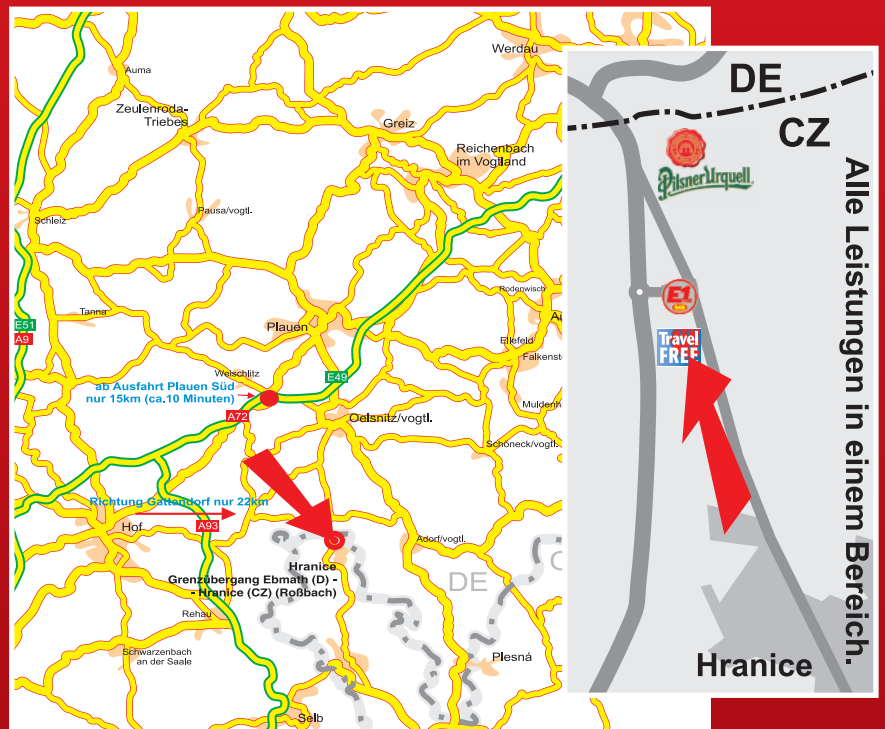 Werdau
Auma
Zeulenroda-
Triebes
Greiz
Reichenbach
im Vogtland
Pausa/vogtl.
Schleiz
Rodenwisch
Tanna
E51
A9
Plauen
Ellefeld
Falkenst
Weischlitz
E49
ab Ausfahrt Plauen Süd
nur 15km (ca.10 Minuten)
A72
Muldenh
Oelsnitz/vogtl.
Schöneck/vogtl.
Richtung Gattendorf nur 22km
Hof
A93
Adorf/vogtl.
Hranice
Grenzübergang Ebmath (D) -
- Hranice (CZ) (Roßbach)
DE
Rehau
Schwarzenbach
an der Saale
Plesná
Selb
DE
CZ
Pilsner Urquell
E1
Travel
FREE
Hranice
Alle Leistungen in einem Bereich.